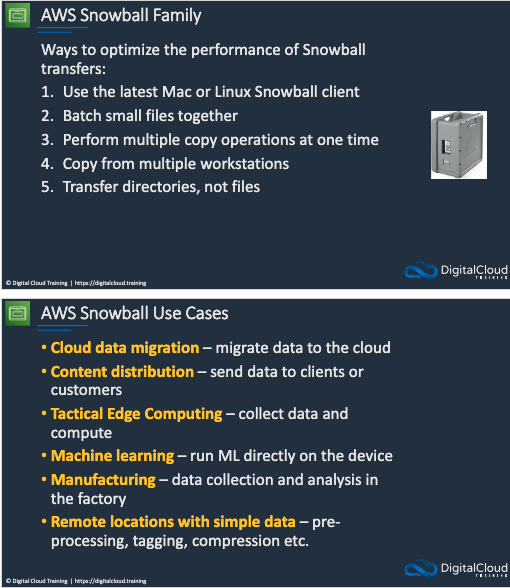 AWS Snowball Family
Ways to optimize the performance of Snowball
transfers:
1. Use the latest Mac or Linux Snowball client
2. Batch small files together
3. Perform multiple copy operations at one time
4. Copy from multiple workstations
5. Transfer directories, not files
DigitalCloud
TRAINING
© Digital Cloud Training | https://digitalcloud.training
AWS Snowball Use Cases
• Cloud data migration – migrate data to the cloud
• Content distribution – send data to clients or
customers
• Tactical Edge Computing – collect data and
compute
• Machine learning – run ML directly on the device
• Manufacturing – data collection and analysis in
the factory
• Remote locations with simple data – pre-
processing, tagging, compression etc.
DigitalCloud
TRAINING
© Digital Cloud Training | https://digitalcloud.training